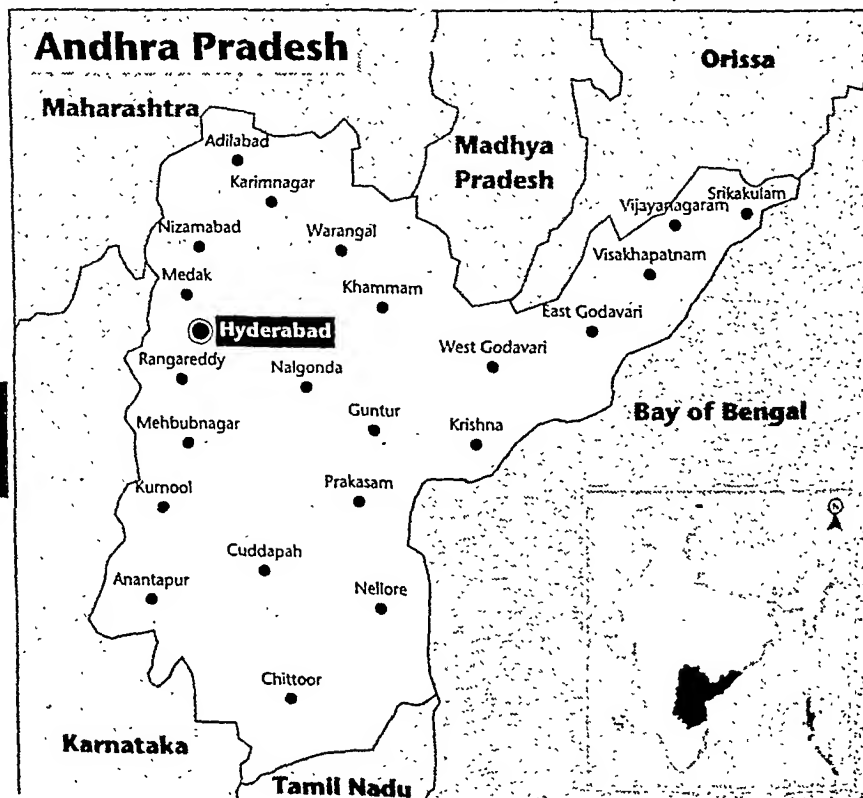 Andhra Pradesh
Orissa
Maharashtra
Adilabad
Madhya
Pradesh
Karimnagar
Srikakulam
Vijayanagaram
Nizamabad
Warangal
Visakhapatnam
Medak
Khammam
East Godavari
Hyderabad
West Godavari
Rangareddy
Nalgonda
Bay of Bengal
Guntur
Krishna
Mehbubnagar
Kurnool
Prakasam
N
Cuddapah
Anantapur
Nellore
Chittoor
Karnataka
Tamil Nadu